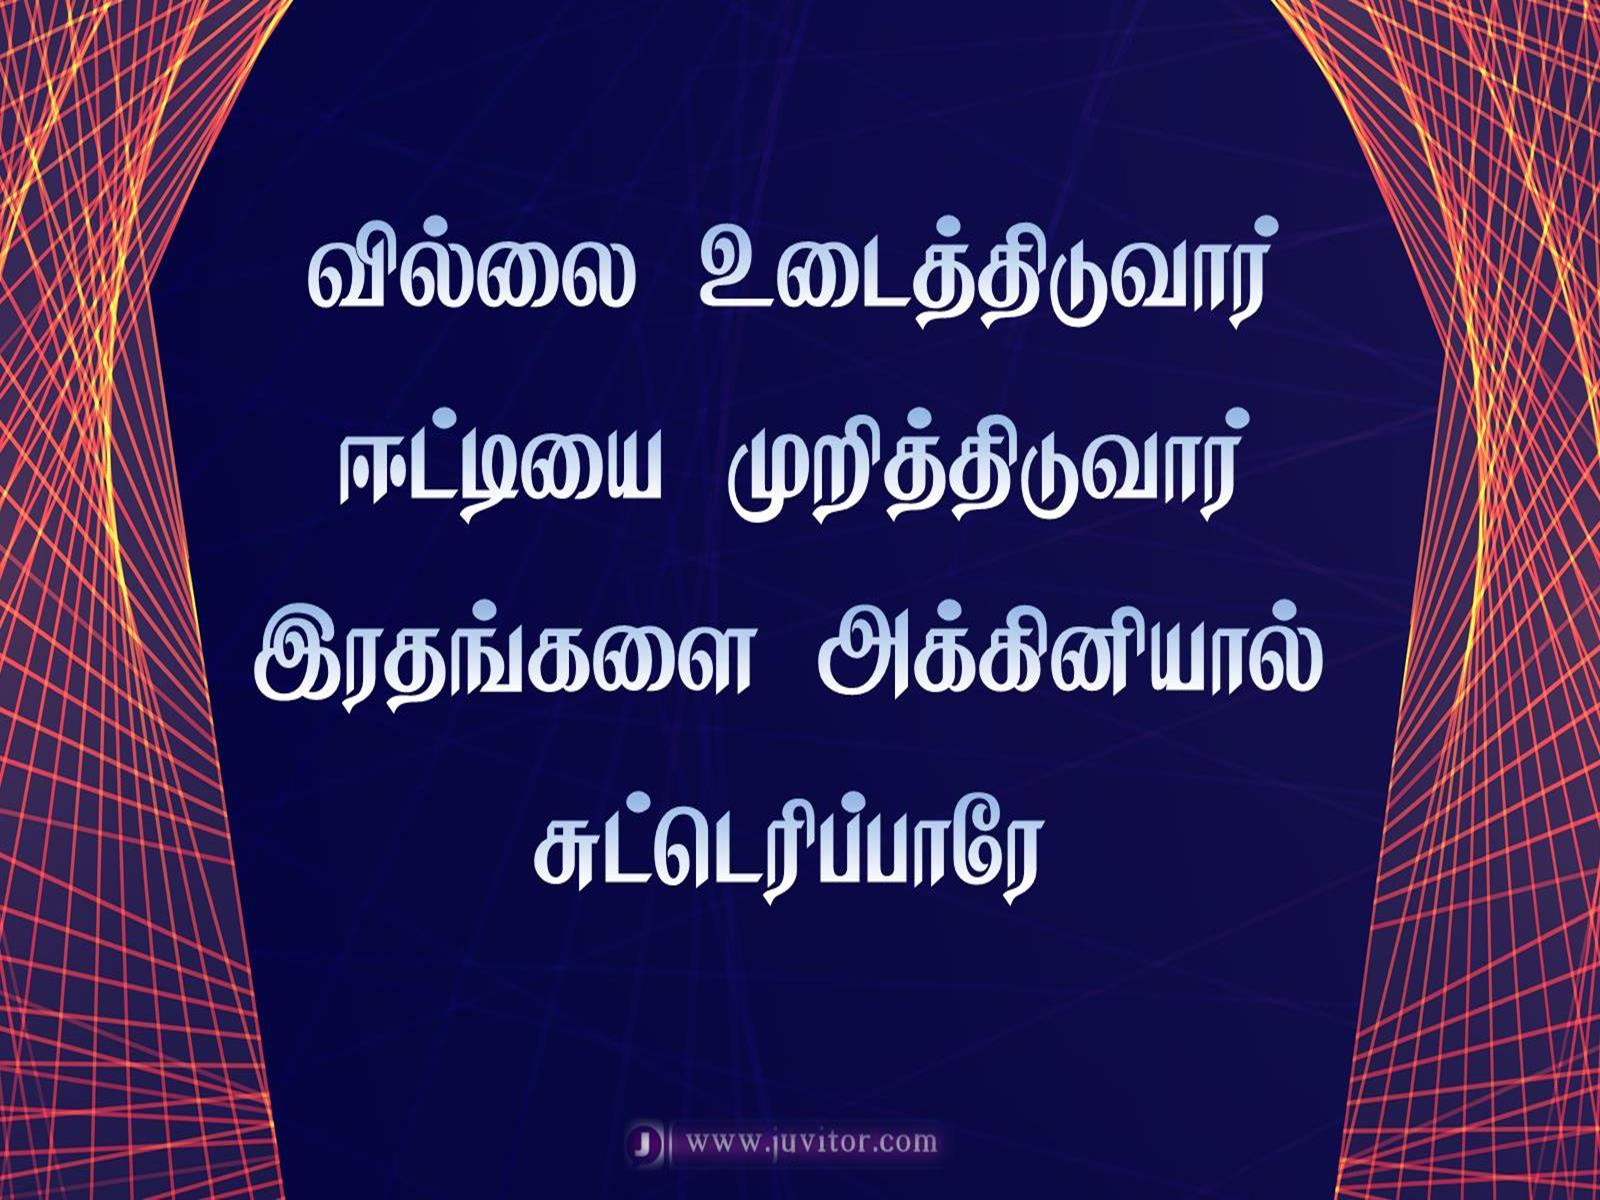 வில்லை உடைத்திடுவார்
ஈட்டியை முறித்திடுவார்
இரதங்களை அக்கினியால்
சுட்டெரிப்பாரே
J | www.juvitor.com